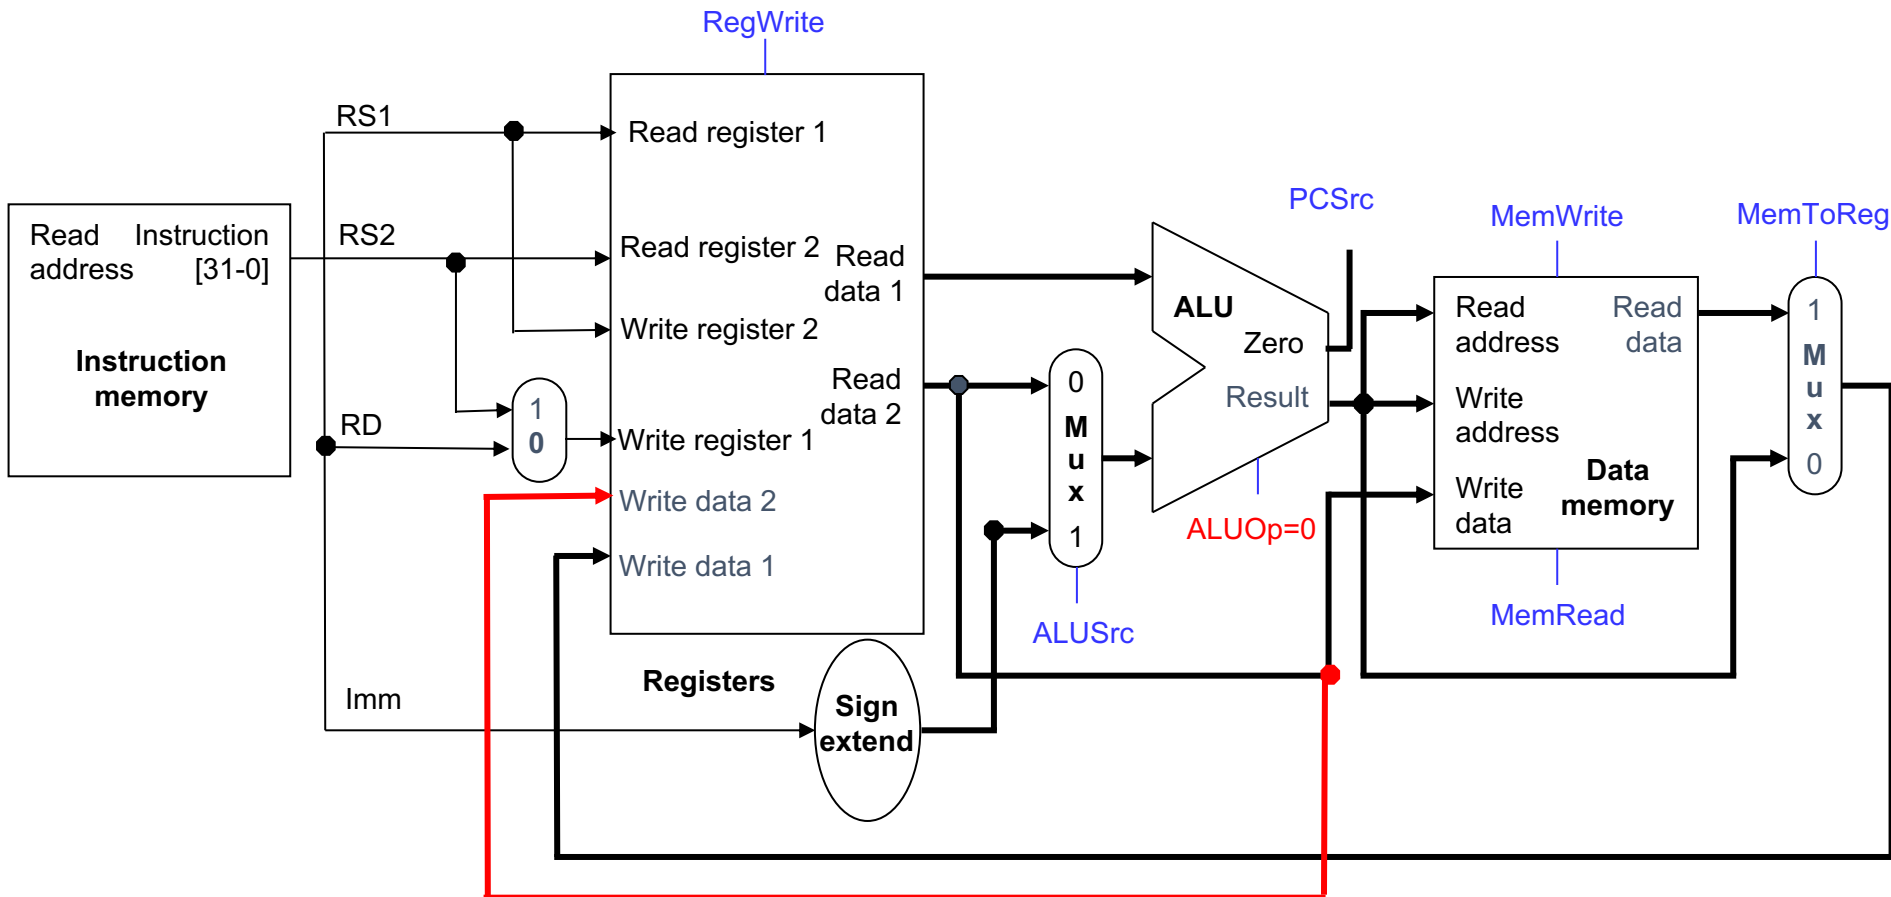 RegWrite
RS1
Read register 1
PCSrc
MemWrite
MemToReg
Read Instruction
address [31-0]
RS2
Read register 2
Read
data 1
Instruction
memory
Write register 2
ALU
Zero
Result
Read
address
Read
data
1
M
u
x
0
Read
data 2
0
M
u
x
1
Write
address
1
0
RD
Write register 1
Data
memory
Write
data
Write data 2
ALUOp=0
Write data 1
MemRead
ALUSrc
Registers
Imm
Sign
extend